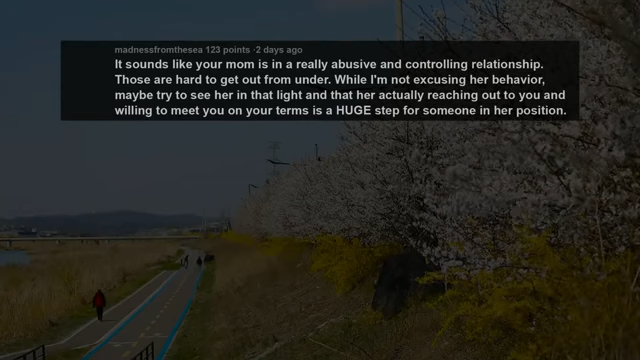 madnessfromthesea 123 points ·2 days ago
It sounds like your mom is in a really abusive and controlling relationship.
Those are hard to get out from under. While I'm not excusing her behavior,
maybe try to see her in that light and that her actually reaching out to you and
willing to meet you on your terms is a HUGE step for someone in her position.